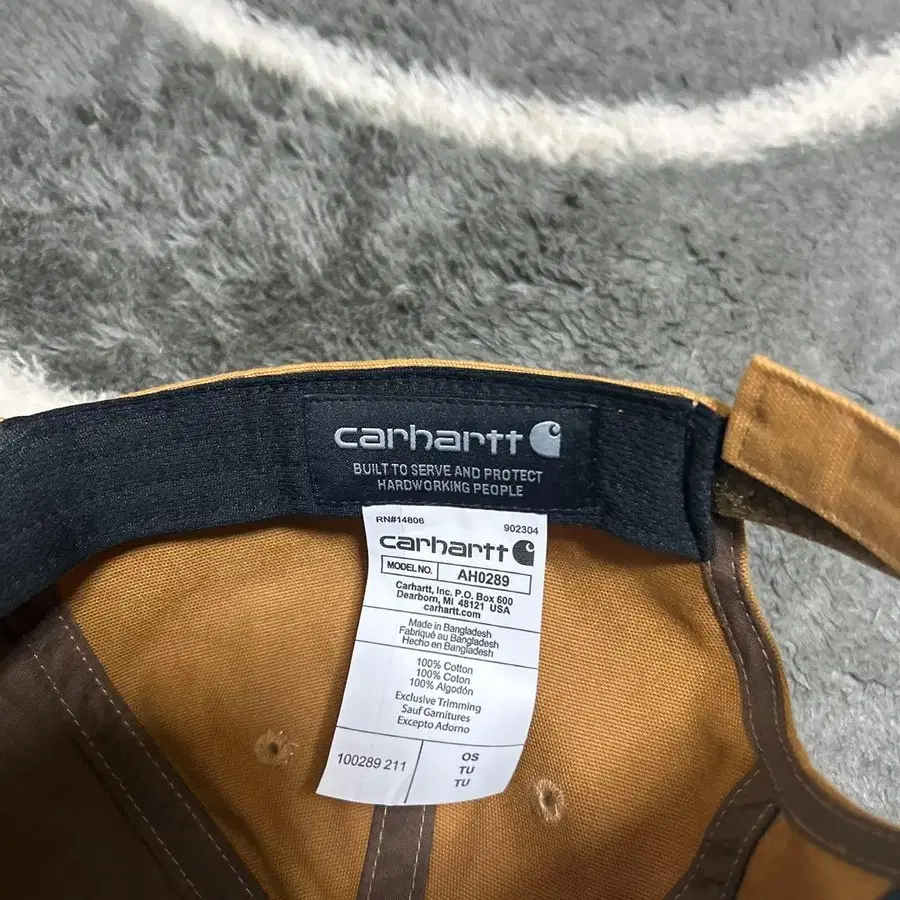 carhartt
BUILT TO SERVE AND PROTECT
HARDWORKING PEOPLE
RN#14806 902304
carhartt
MODEL NO. AH0289
Carhartt, Inc. P.O. Box 600
Dearborn, MI 48121 USA
carhartt.com
Made in Bangladesh
Fabriqué au Bangladesh
Hecho en Bangladesh
100% Cotton
100% Coton
100% Algodón
Exclusive Trimming
Sauf Garnitures
Excepto Adorno
100289 211 OS
TU
TU